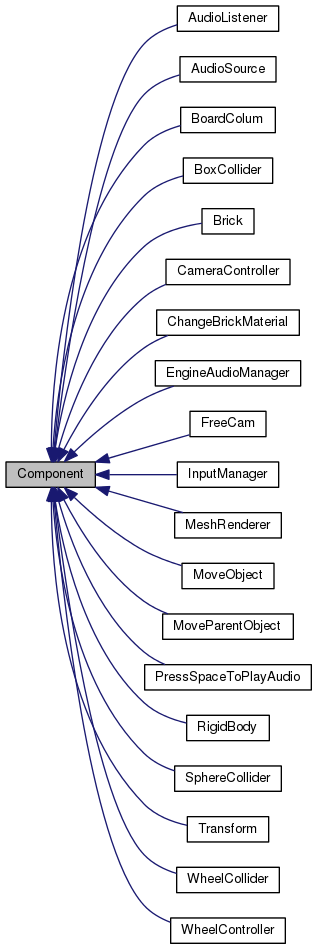 AudioListener
AudioSource
BoardColum
BoxCollider
Brick
CameraController
ChangeBrickMaterial
EngineAudioManager
FreeCam
Component
InputManager
MeshRenderer
MoveObject
MoveParentObject
PressSpaceToPlayAudio
RigidBody
SphereCollider
Transform
WheelCollider
WheelController